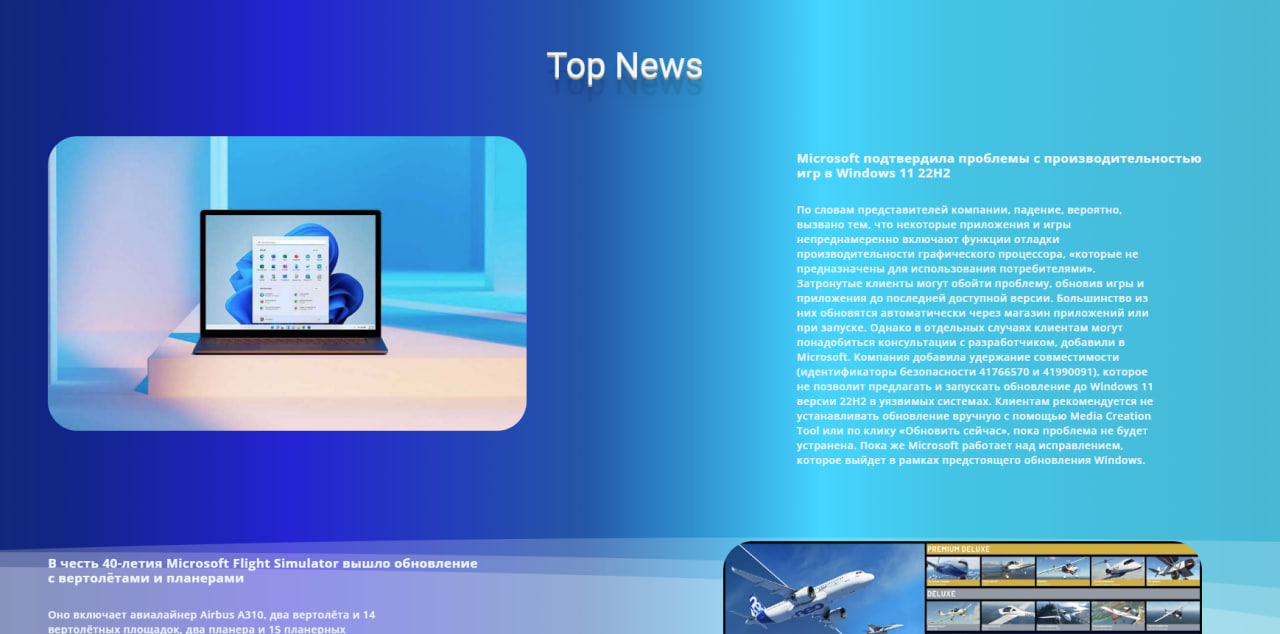 Top News
Microsoft подтвердила проблемы с производительностью
игр в Windows 11 22H2
По словам представителей компании, падение, вероятно,
вызвано тем, что некоторые приложения и игры
непреднамеренно включают функции отладки
производительности графического процессора, «которые не
предназначены для использования потребителями».
Затронутые клиенты могут обойти проблему, обновив игры и
приложения до последней доступной версии. Большинство из
них обновятся автоматически через магазин приложений или
при запуске. Однако в отдельных случаях клиентам могут
понадобиться консультации с разработчиком, добавили в
Microsoft. Компания добавила удержание совместимости
(идентификаторы безопасности 41766570 и 41990091), которое
не позволит предлагать и запускать обновление до Windows 11
версии 22H2 в уязвимых системах. Клиентам рекомендуется не
устанавливать обновление вручную с помощью Media Creation
Tool или по клику «Обновить сейчас», пока проблема не будет
устранена. Пока же Microsoft работает над исправлением,
которое выйдет в рамках предстоящего обновления Windows.
В честь 40-летия Microsoft Flight Simulator вышло обновление
с вертолётами и планерами
Оно включает авиалайнер Airbus A310, два вертолёта и 14
вертолётных площадок, два планера и 15 планерных
PREMIUM DELUXE
DELUXE